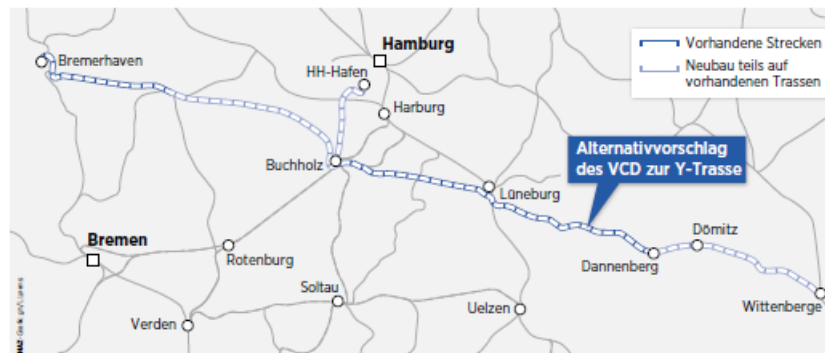 Hamburg
Bremerhaven
HH-Hafen
Harburg
Vorhandene Strecken
Neubau teils auf
vorhandenen Trassen
Buchholz
Alternativvorschlag
des VCD zur Y-Trasse
Lüneburg
Bremen
Rotenburg
Dömitz
Dannenberg
Soltau
Uelzen
Wittenberge
Verden